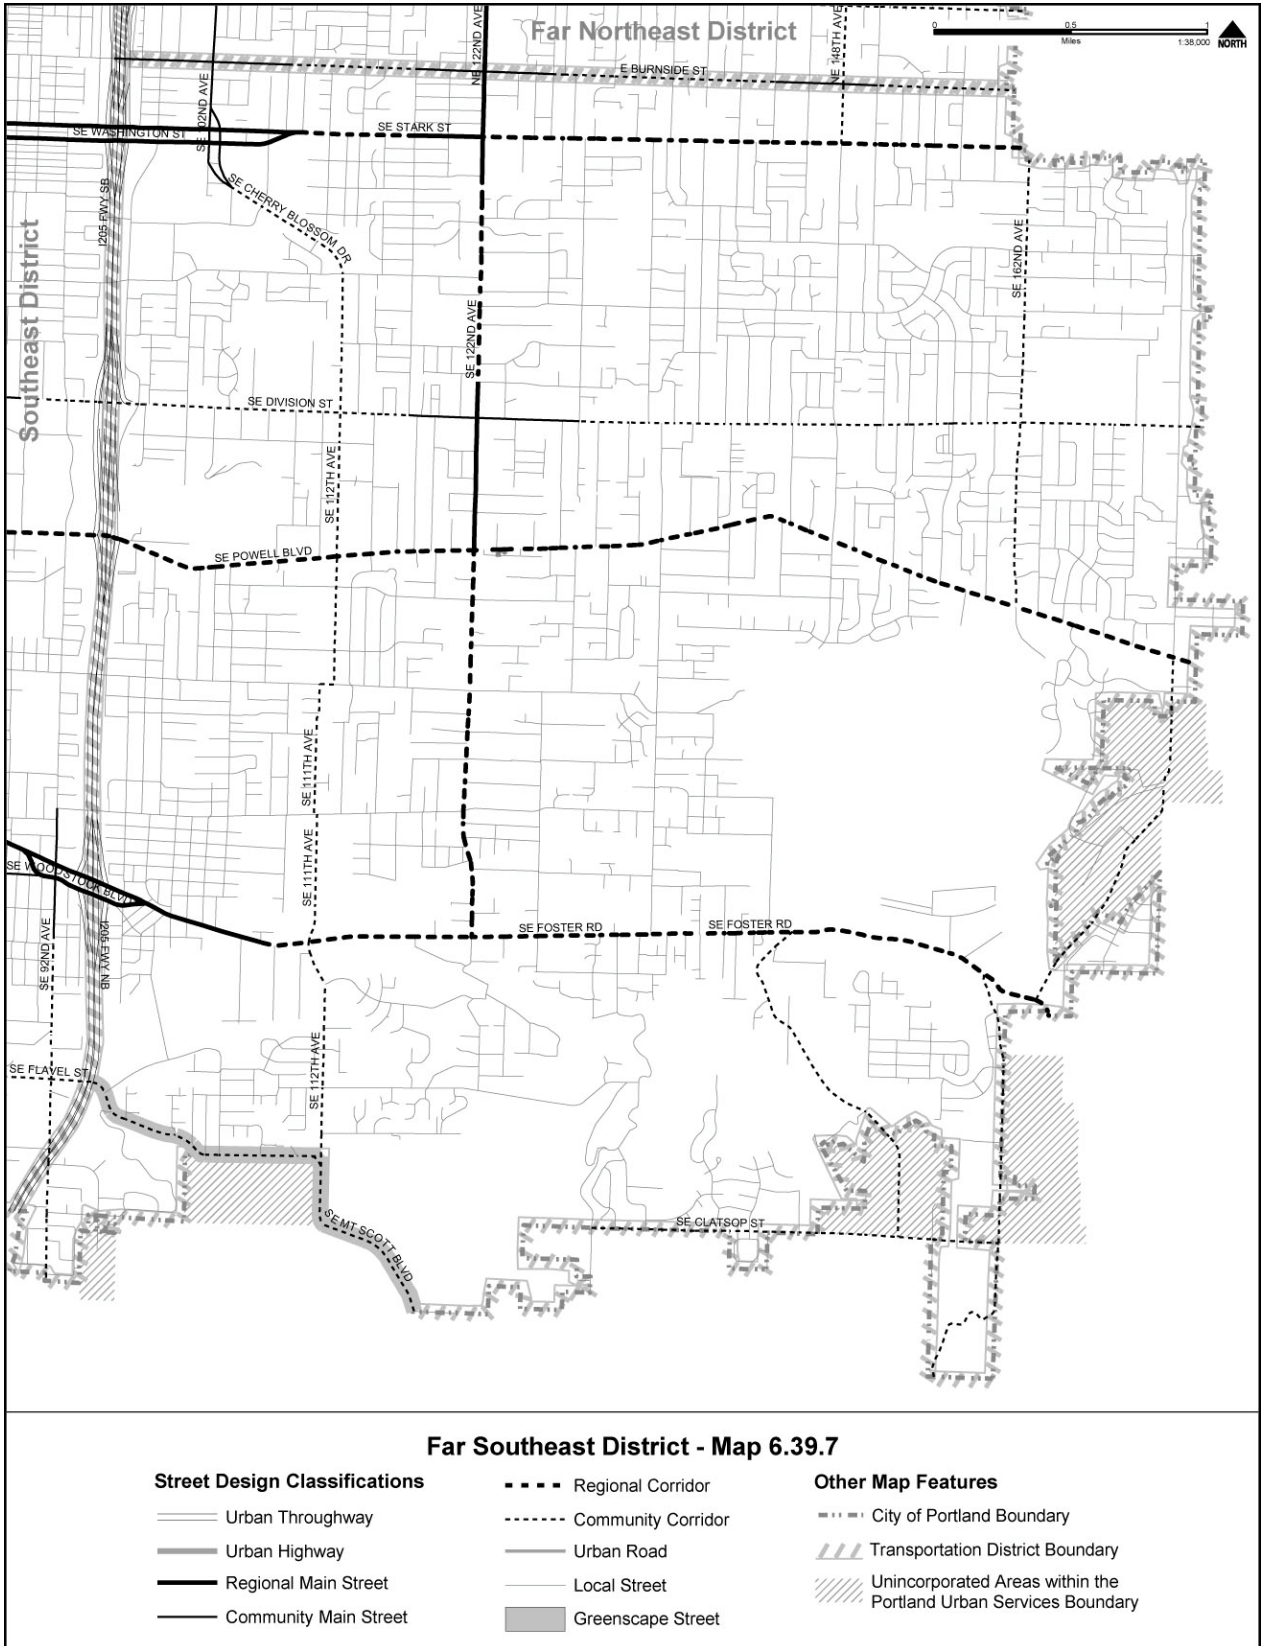 Far Northeast District
0 0.5 1
Miles
1:38,000
NORTH
NE 122ND AVE
NE 148TH AVE
E BURNSIDE ST
SE 102ND AVE
SE WASHINGTON ST
SE STARK ST
SE CHERRY BLOSSOM DR
I205 FWY SB
Southeast District
SE 162ND AVE
SE 122ND AVE
SE DIVISION ST
SE 112TH AVE
SE POWELL BLVD
SE 111TH AVE
SE 111TH AVE
SE WOODSTOCK BLVD
SE 92ND AVE
I205 FWY NB
SE FOSTER RD
SE FOSTER RD
SE 112TH AVE
SE FLAVEL ST
SE MT SCOTT BLVD
SE CLATSOP ST
Far Southeast District - Map 6.39.7
Street Design Classifications
Urban Throughway
Urban Highway
Regional Main Street
Community Main Street
Regional Corridor
Community Corridor
Urban Road
Local Street
Greenscape Street
Other Map Features
City of Portland Boundary
Transportation District Boundary
Unincorporated Areas within the
Portland Urban Services Boundary